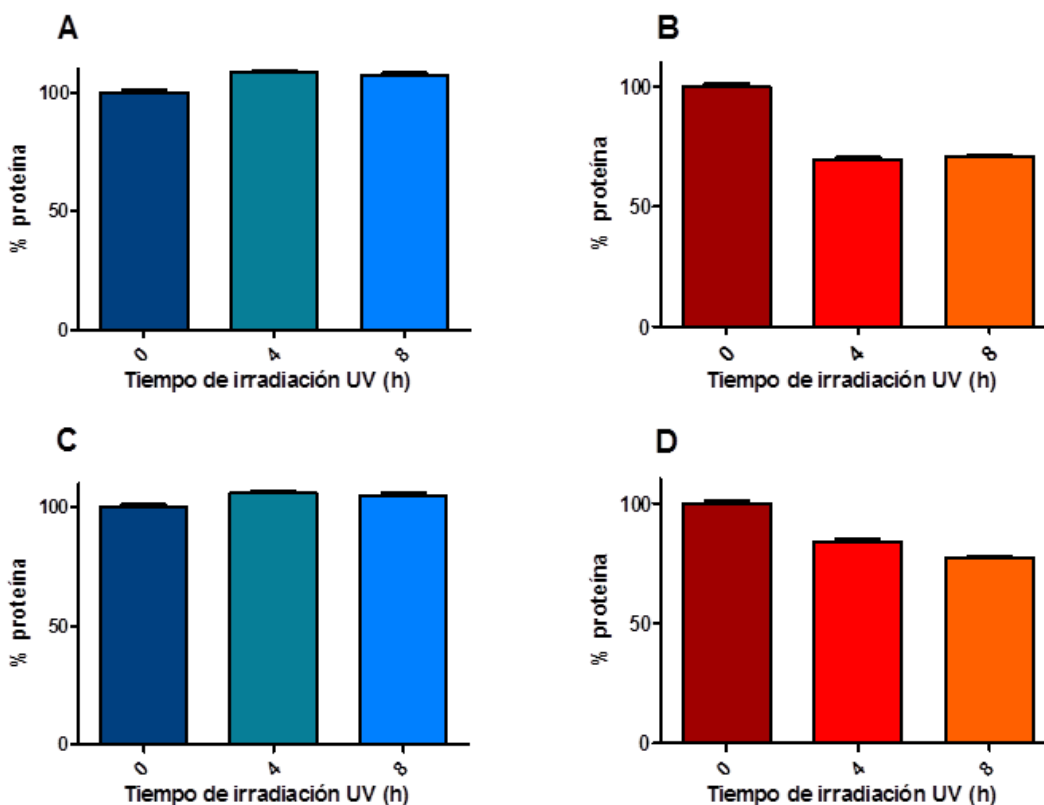 A
% proteína
100
50
0
0 4 8
Tiempo de irradiación UV (h)
B
% proteína
100
50
0
0 4 8
Tiempo de irradiación UV (h)
C
% proteína
100
50
0
0 4 8
Tiempo de irradiación UV (h)
D
% proteína
100
50
0
0 4 8
Tiempo de irradiación UV (h)